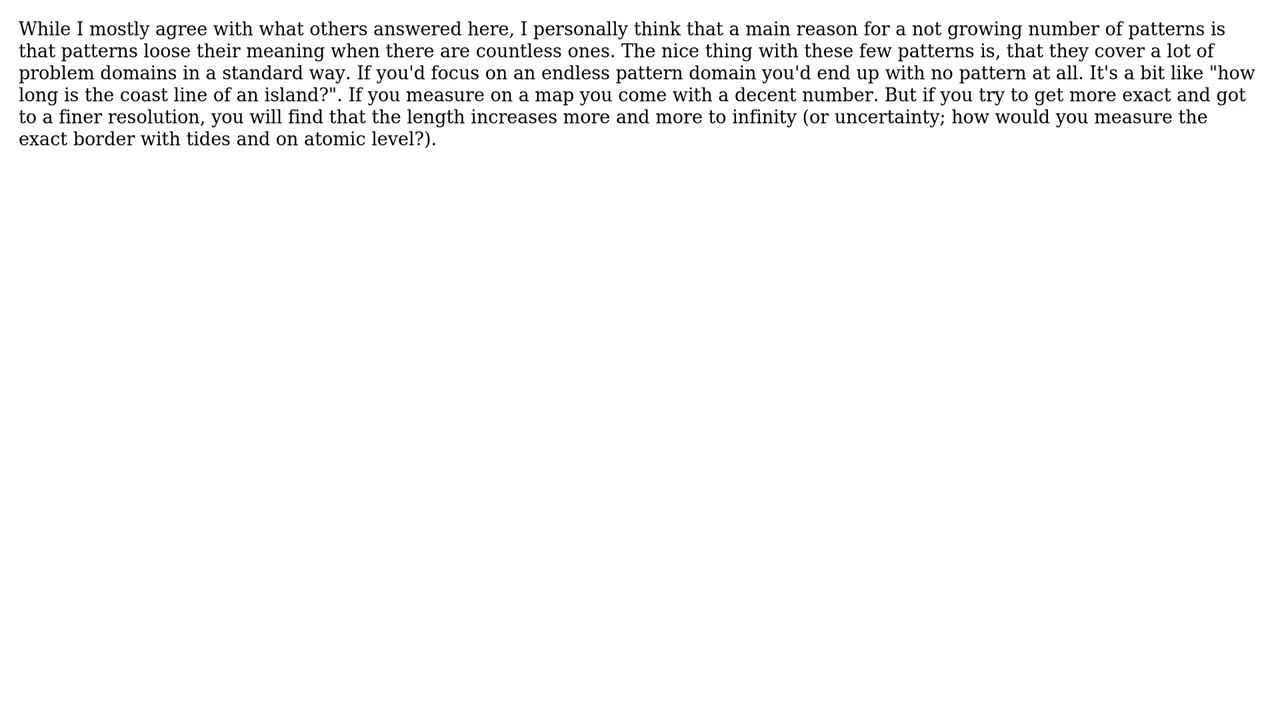 While I mostly agree with what others answered here, I personally think that a main reason for a not growing number of patterns is
that patterns loose their meaning when there are countless ones. The nice thing with these few patterns is, that they cover a lot of
problem domains in a standard way. If you'd focus on an endless pattern domain you'd end up with no pattern at all. It's a bit like "how
long is the coast line of an island?". If you measure on a map you come with a decent number. But if you try to get more exact and got
to a finer resolution, you will find that the length increases more and more to infinity (or uncertainty; how would you measure the
exact border with tides and on atomic level?).